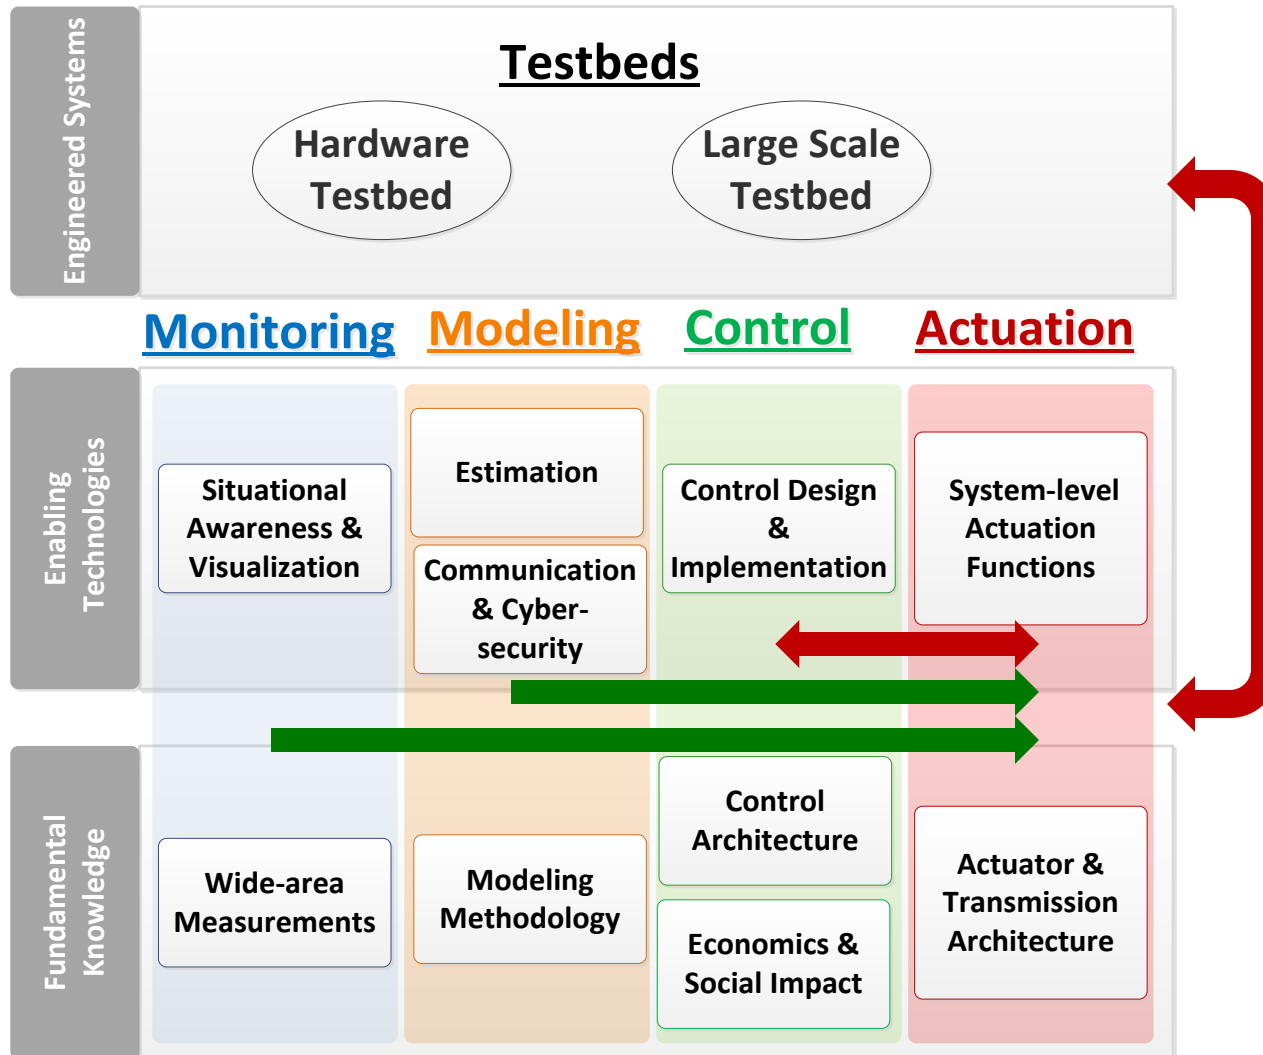 Engineered Systems
Testbeds
Hardware
Testbed
Large Scale
Testbed
Monitoring
Modeling
Control
Actuation
Enabling
Technologies
Situational
Awareness &
Visualization
Estimation
Communication
& Cyber-
security
Control Design
&
Implementation
System-level
Actuation
Functions
Fundamental
Knowledge
Wide-area
Measurements
Modeling
Methodology
Control
Architecture
Economics &
Social Impact
Actuator &
Transmission
Architecture